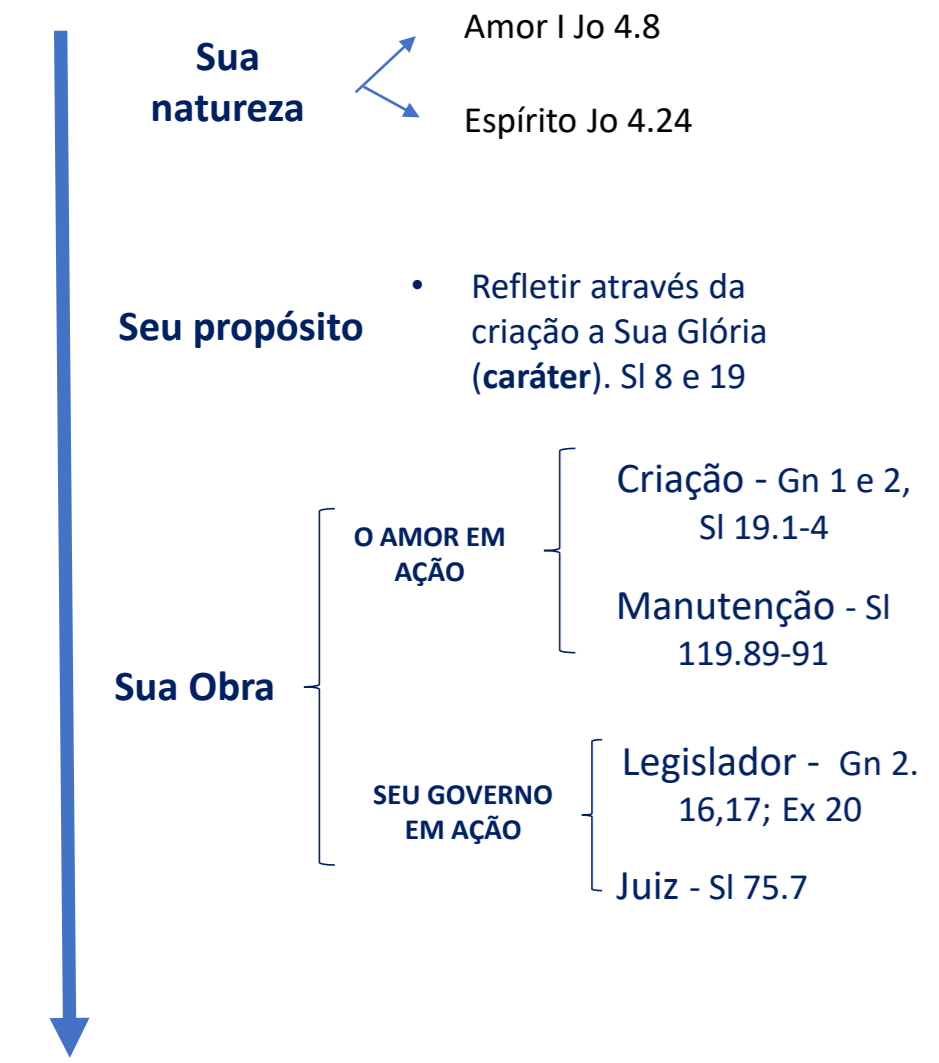 Sua
natureza
Amor I Jo 4.8
Espírito Jo 4.24
Seu propósito
• Refletir através da
criação a Sua Glória
(caráter). Sl 8 e 19
Sua Obra
O AMOR EM
AÇÃO
Criação - Gn 1 e 2,
Sl 19.1-4
Manutenção - Sl
119.89-91
SEU GOVERNO
EM AÇÃO
Legislador - Gn 2.
16,17; Ex 20
Juiz - Sl 75.7